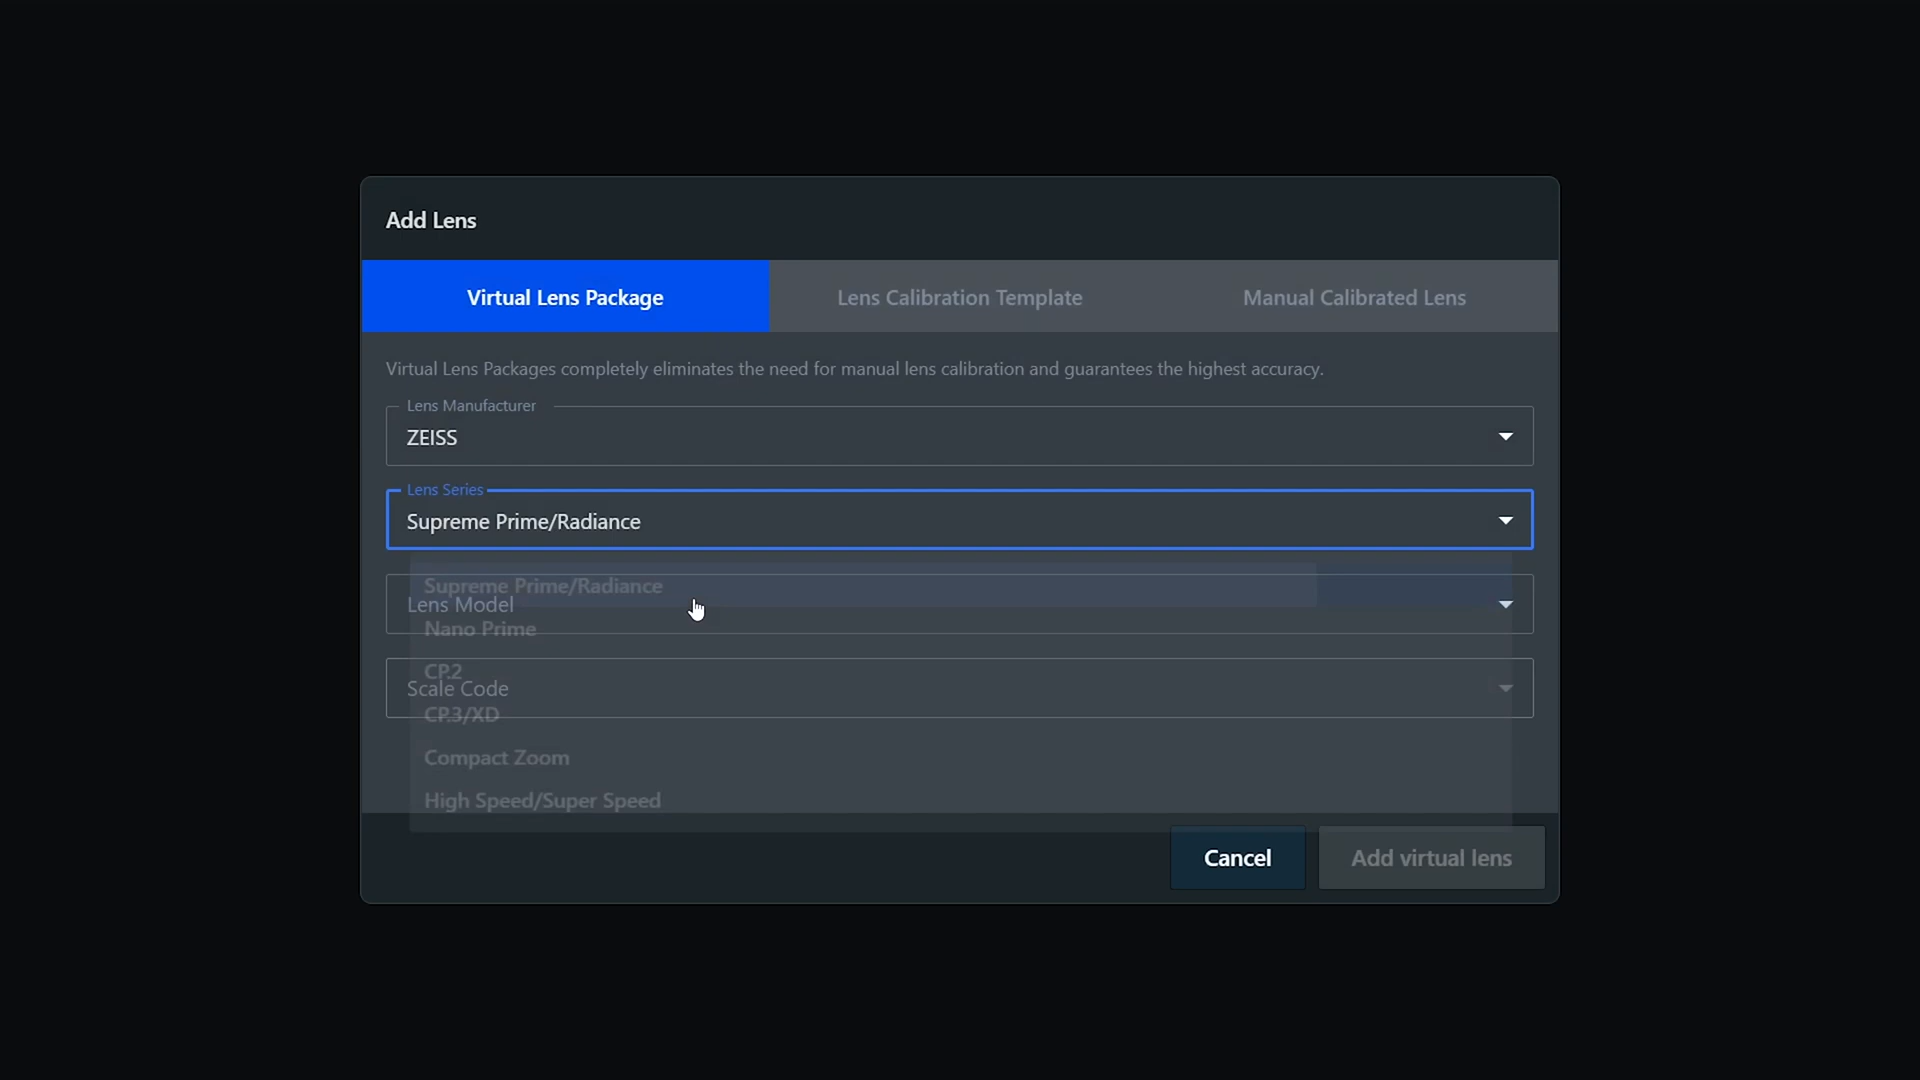 Add Lens
Virtual Lens Package
Lens Calibration Template
Manual Calibrated Lens
Virtual Lens Packages completely eliminates the need for manual lens calibration and guarantees the highest accuracy.
Lens Manufacturer
ZEISS
Lens Series
Supreme Prime/Radiance
Supreme Prime/Radiance
Lens Model
Nano Prime
CP.2
Scale Code
CP.3/XD
Compact Zoom
High Speed/Super Speed
Cancel
Add virtual lens